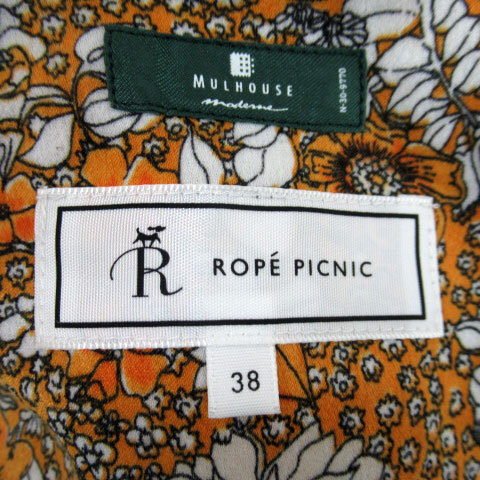 MULHOUSE
moderne
N-30-9770
R
ROPÉ PICNIC
38